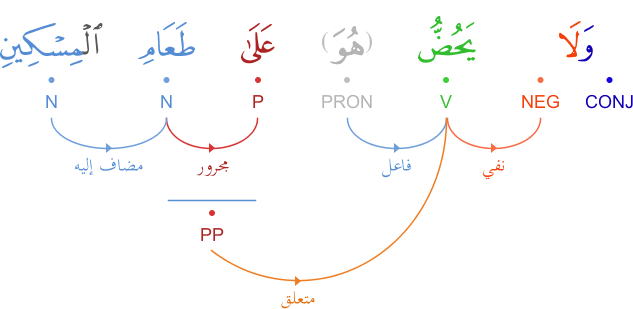 وَلَا يَحُضُّ (هُوَ) عَلَىٰ طَعَامِ ٱلْمِسْكِينِ
CONJ NEG V PRON P N N
نفي فاعل مجرور مضاف إليه
PP
متعلق